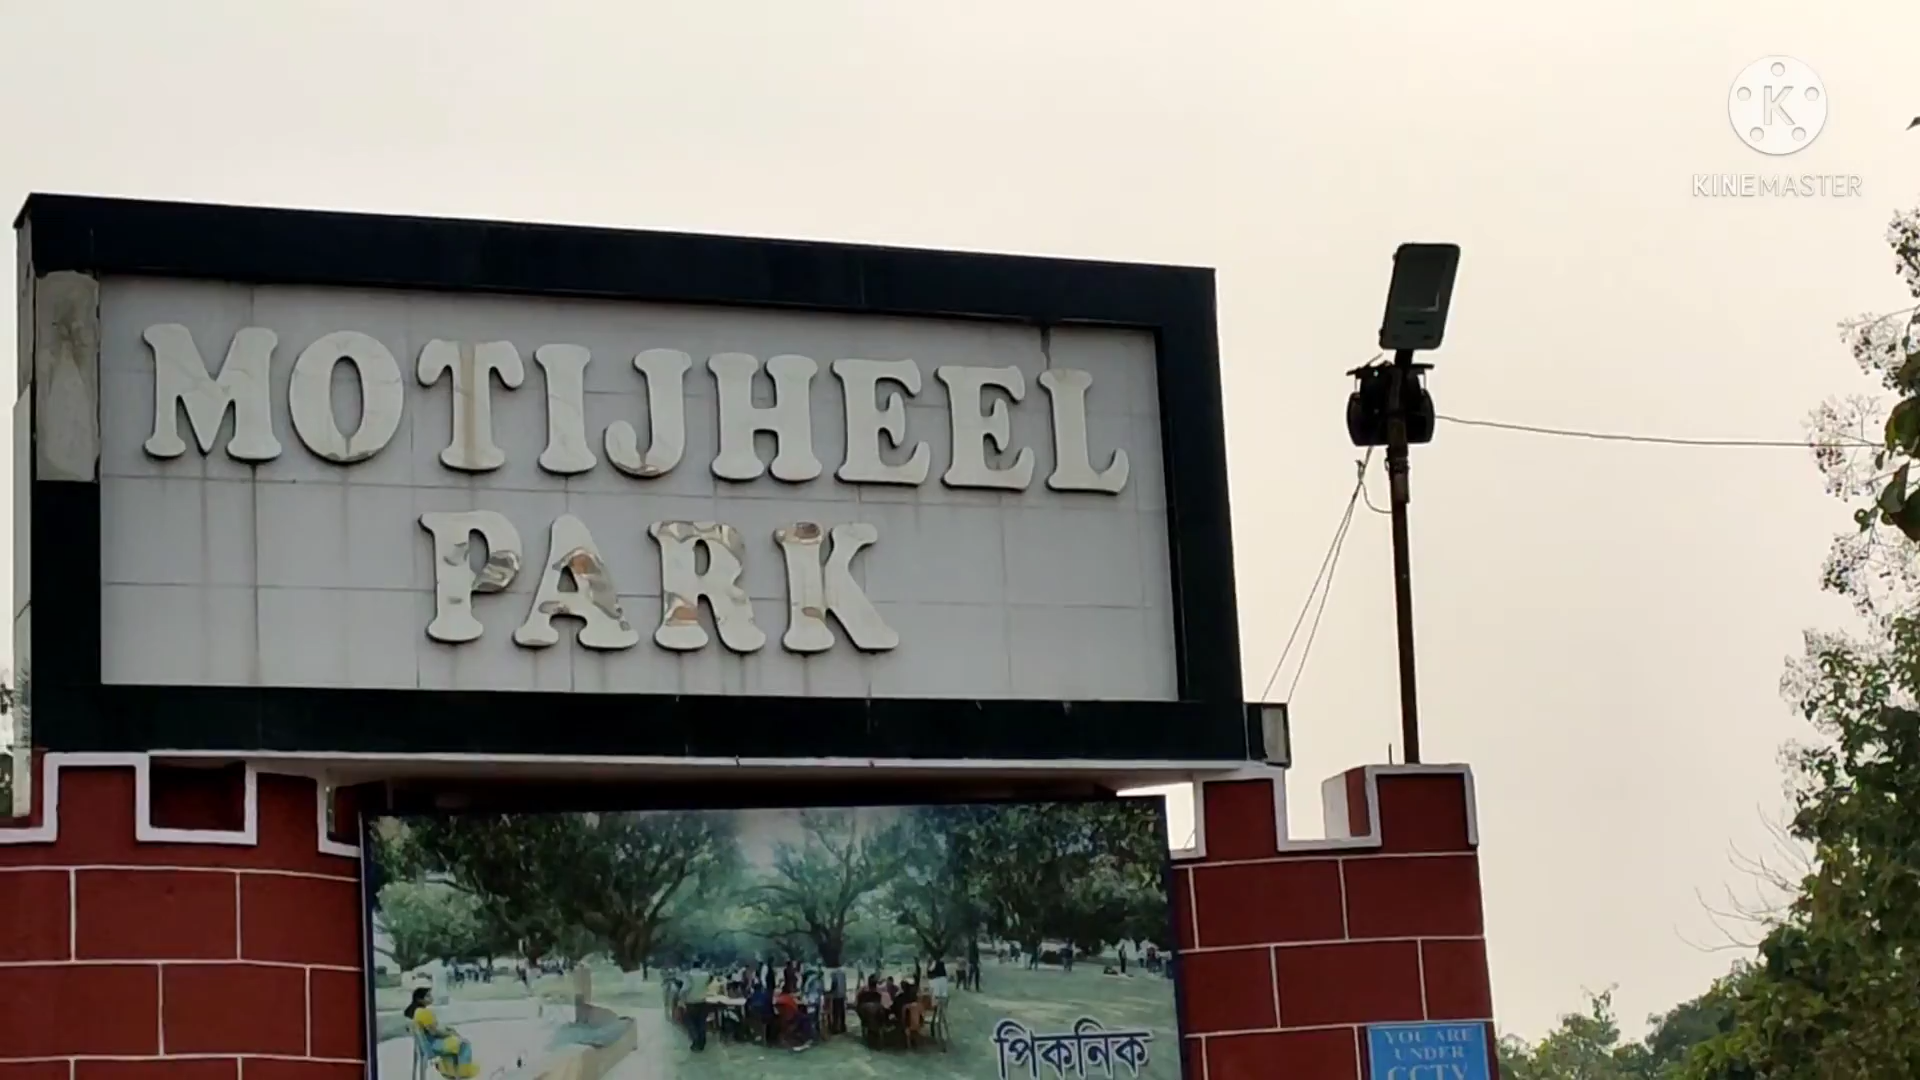 K
KINEMASTER
MOTIJHEEL
PARK
পিকনিক
YOU ARE
UNDER
CCTV